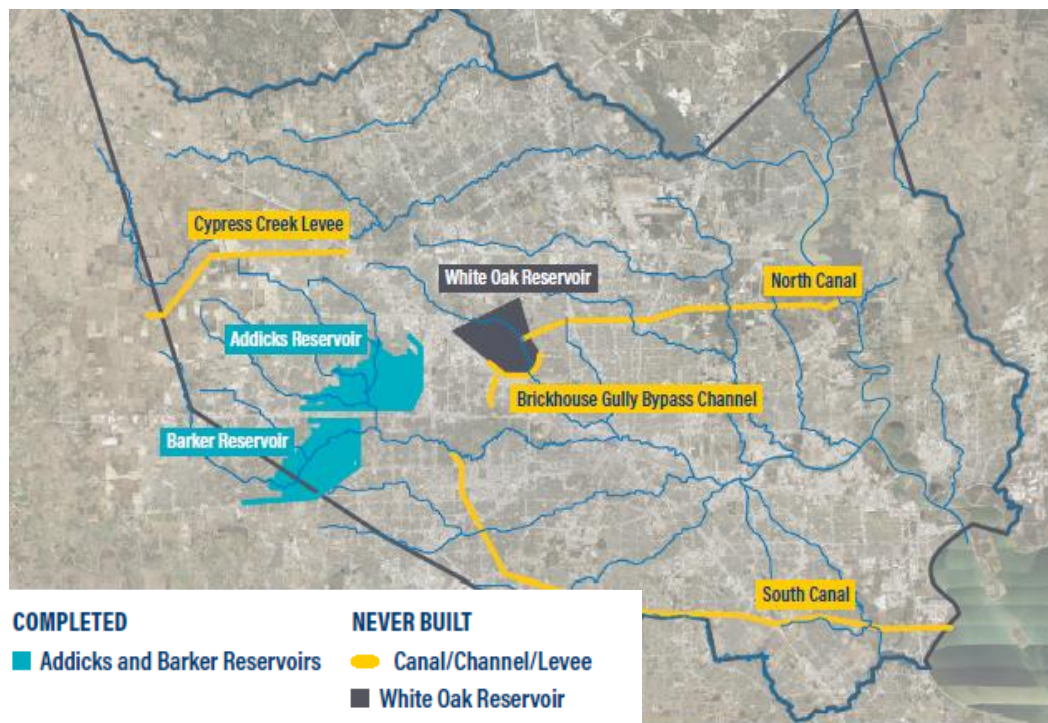 Cypress Creek Levee
White Oak Reservoir
North Canal
Addicks Reservoir
Brickhouse Gully Bypass Channel
Barker Reservoir
South Canal
COMPLETED
Addicks and Barker Reservoirs
NEVER BUILT
Canal/Channel/Levee
White Oak Reservoir